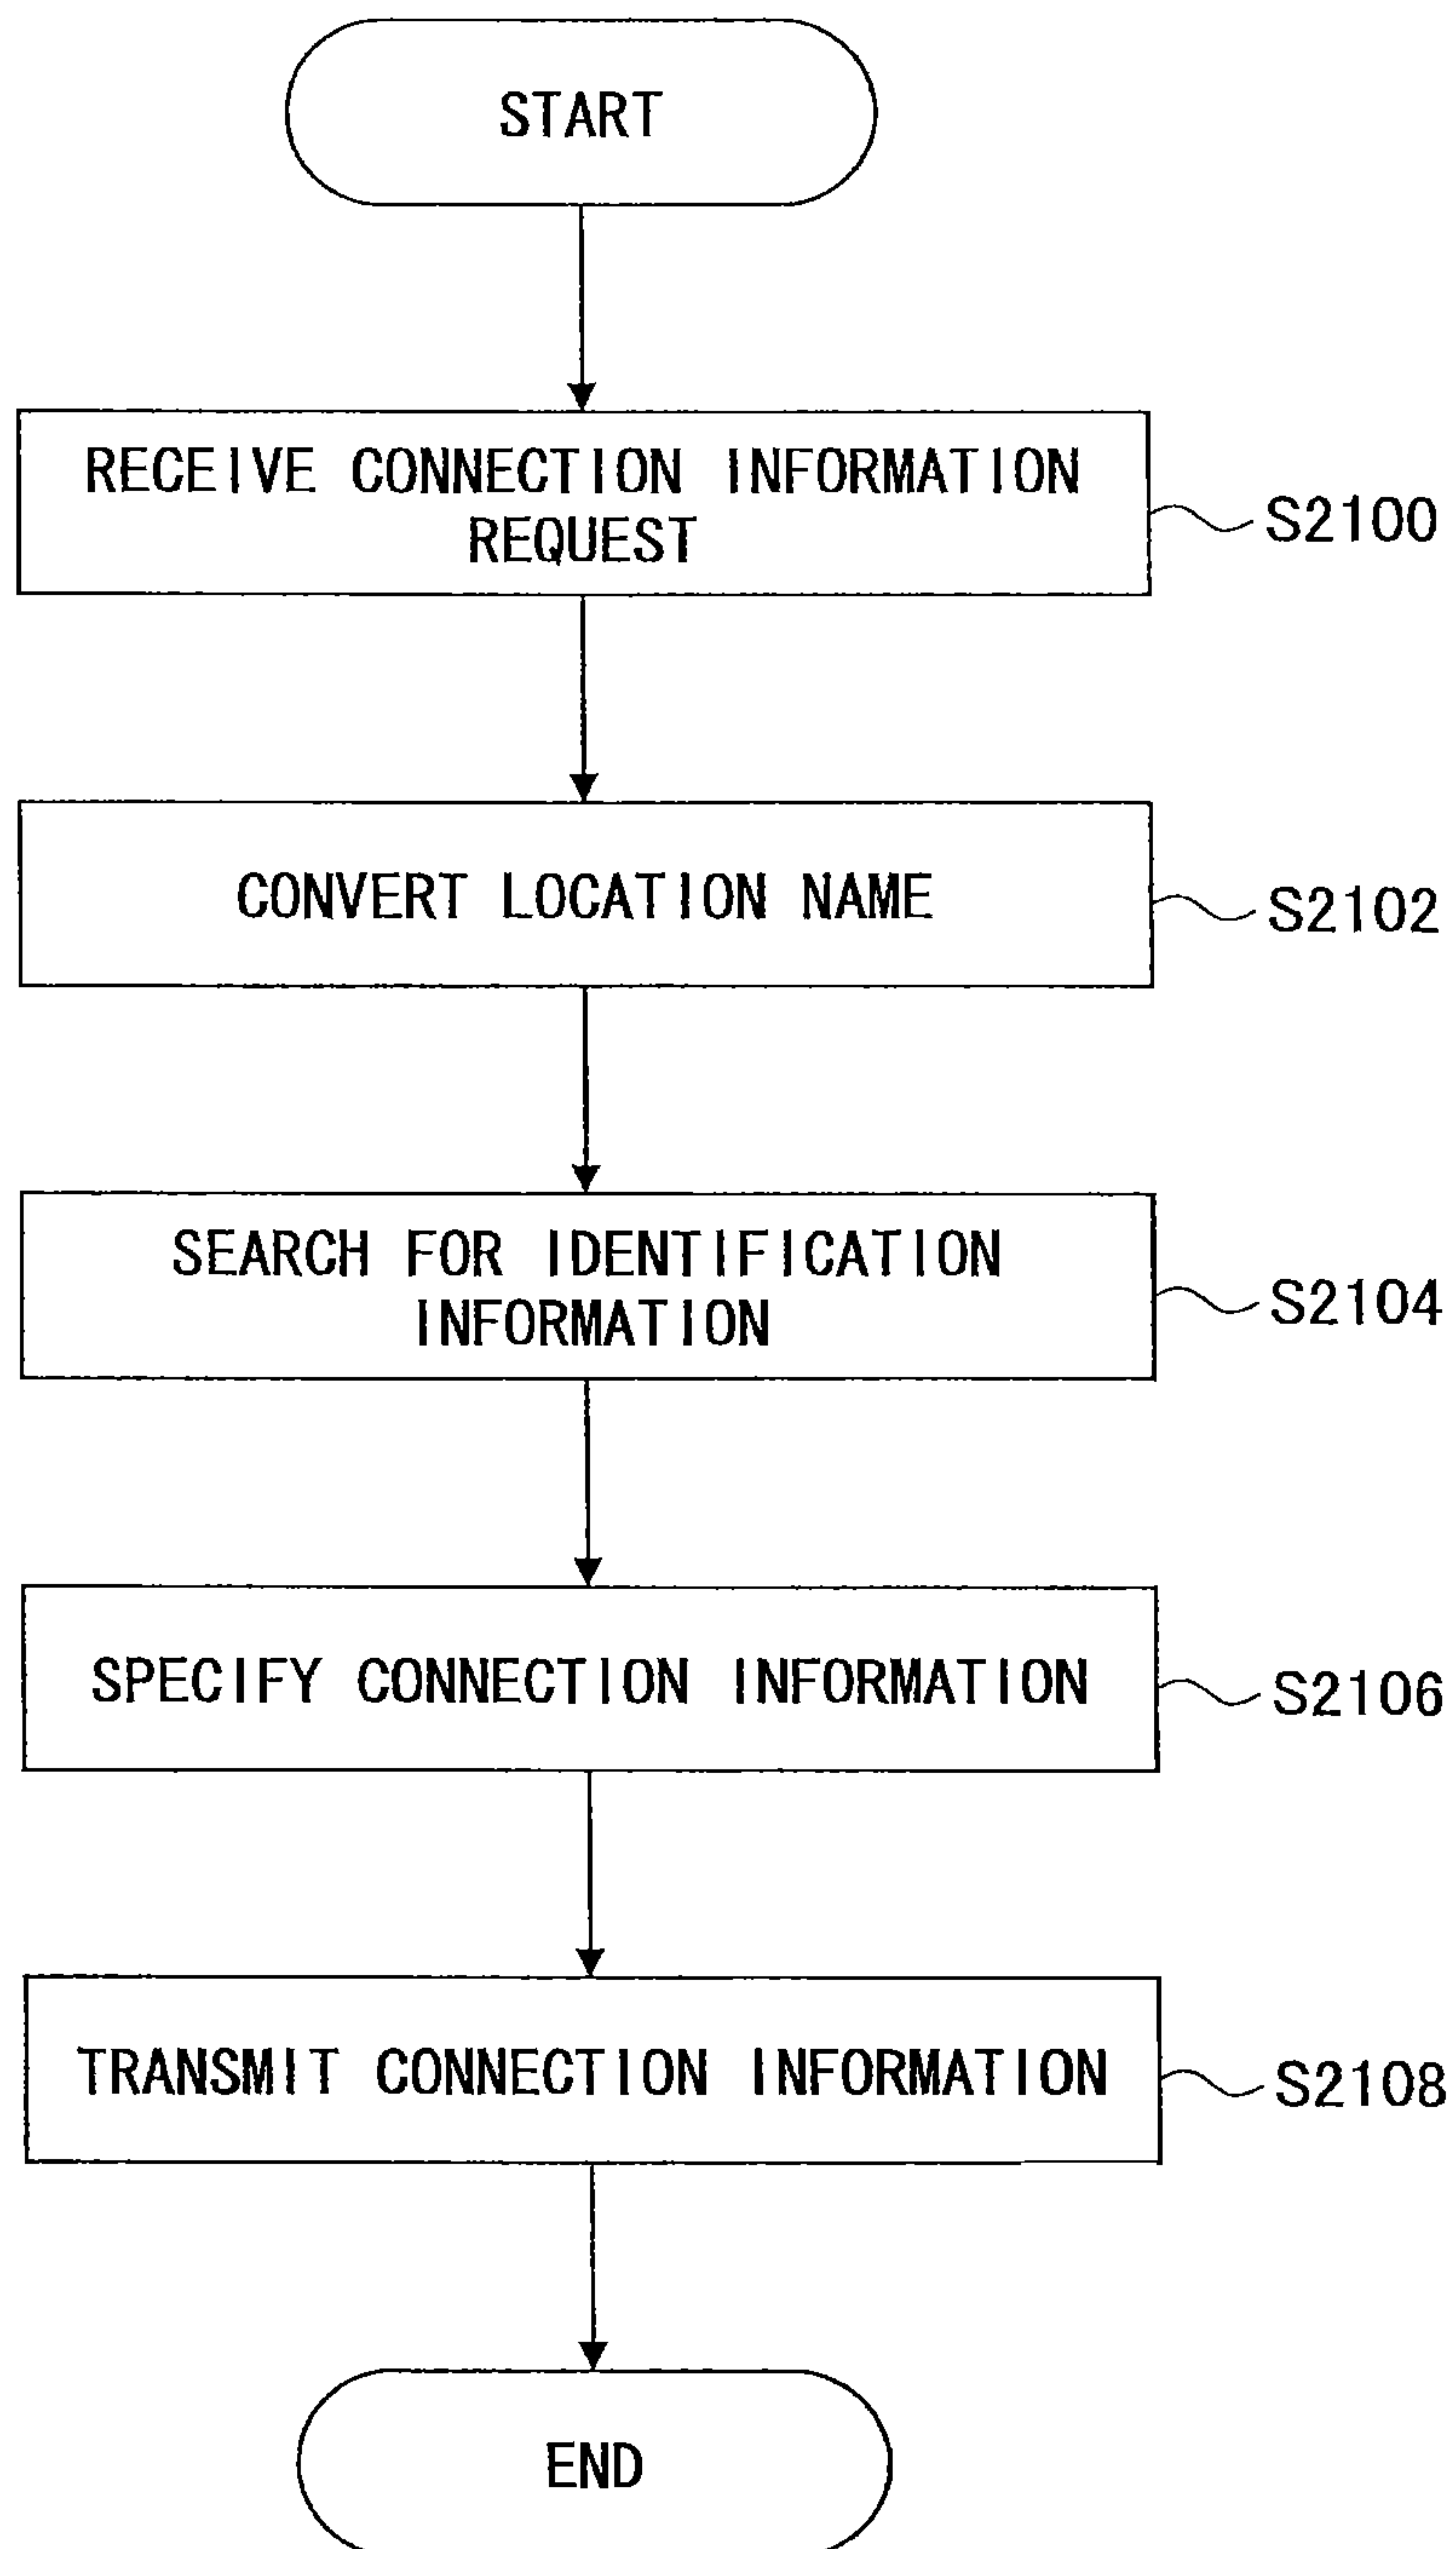 START
RECEIVE CONNECTION INFORMATION
REQUEST
S2100
CONVERT LOCATION NAME
S2102
SEARCH FOR IDENTIFICATION
INFORMATION
S2104
SPECIFY CONNECTION INFORMATION
S2106
TRANSMIT CONNECTION INFORMATION
S2108
END